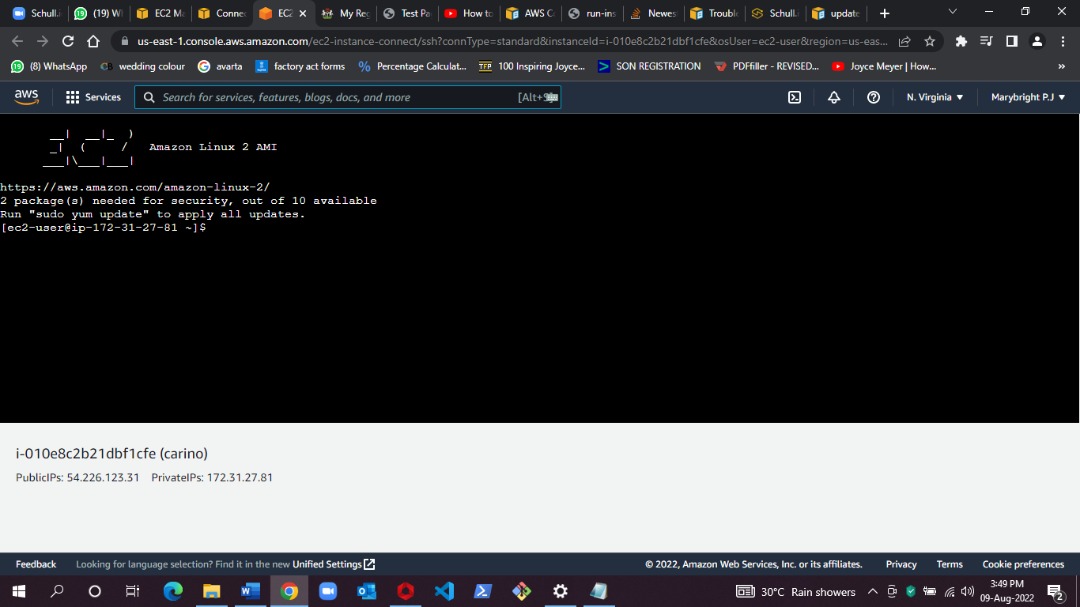 Schull.
(19) W
EC2 M
Conne
EC2
My Re
Test Pa
How to
AWS C
run-ins
Newes
Troubl
Schull.
update
us-east-1.console.aws.amazon.com/ec2-instance-connect/ssh?connType=standard&instanceId=i-010e8c2b21dbf1cfe&osUser=ec2-user&region=us-eas...
(8) WhatsApp
wedding colour
avarta
factory act forms
Percentage Calculat...
100 Inspiring Joyce...
SON REGISTRATION
PDFfiller - REVISED...
Joyce Meyer | How...
»
aws
Services
Search for services, features, blogs, docs, and more
[Alt+S]
N. Virginia
Marybright P.J
__|  __|_  )
_|  (     /   Amazon Linux 2 AMI
___|\___|___|
https://aws.amazon.com/amazon-linux-2/
2 package(s) needed for security, out of 10 available
Run "sudo yum update" to apply all updates.
[ec2-user@ip-172-31-27-81 ~]$
i-010e8c2b21dbf1cfe (carino)
PublicIPs: 54.226.123.31 PrivateIPs: 172.31.27.81
Feedback
Looking for language selection? Find it in the new Unified Settings
© 2022, Amazon Web Services, Inc. or its affiliates.
Privacy
Terms
Cookie preferences
30°C Rain showers
3:49 PM
09-Aug-2022
2